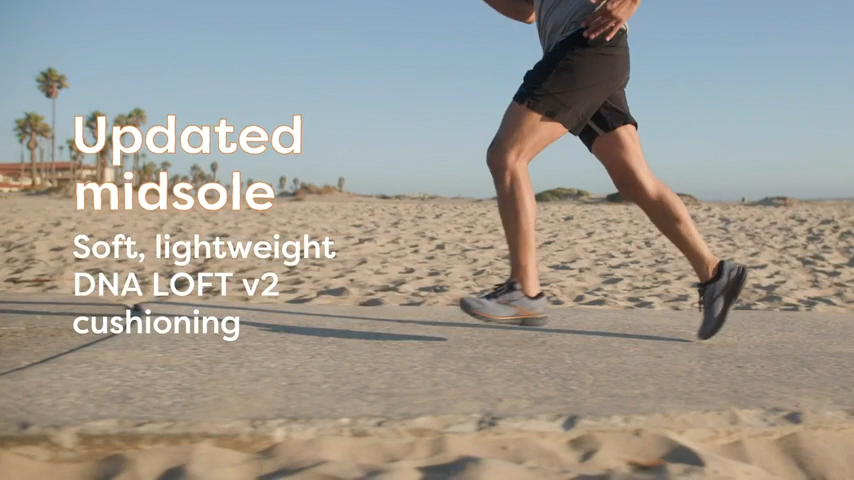 Updated
midsole
Soft, lightweight
DNA LOFT v2
cushioning